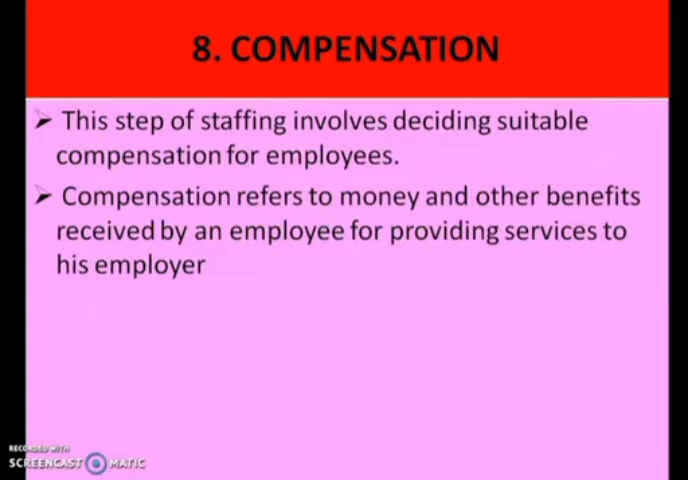 8. COMPENSATION
➤ This step of staffing involves deciding suitable
compensation for employees.
➤ Compensation refers to money and other benefits
received by an employee for providing services to
his employer
RECORDED WITH
SCREENCAST MATIC